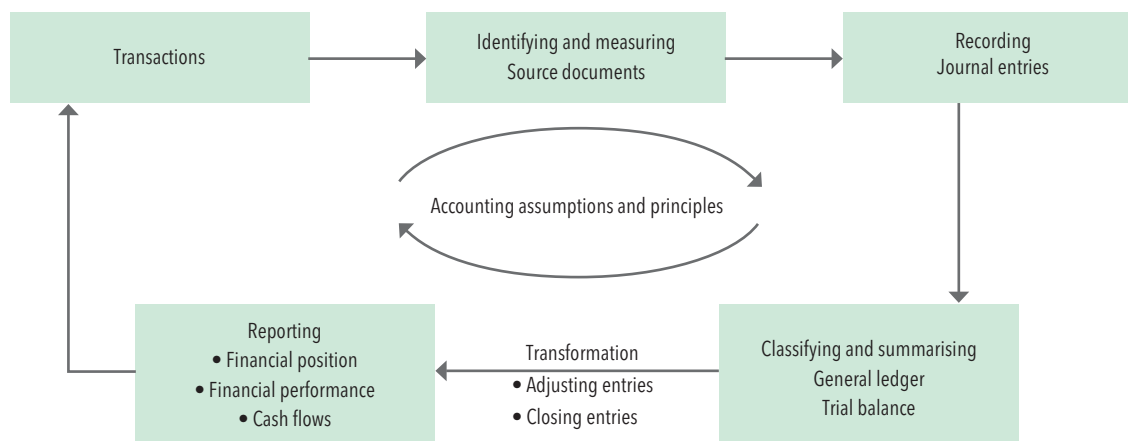 Transactions
Identifying and measuring
Source documents
Recording
Journal entries
Accounting assumptions and principles
Reporting
• Financial position
• Financial performance
• Cash flows
Transformation
• Adjusting entries
• Closing entries
Classifying and summarising
General ledger
Trial balance